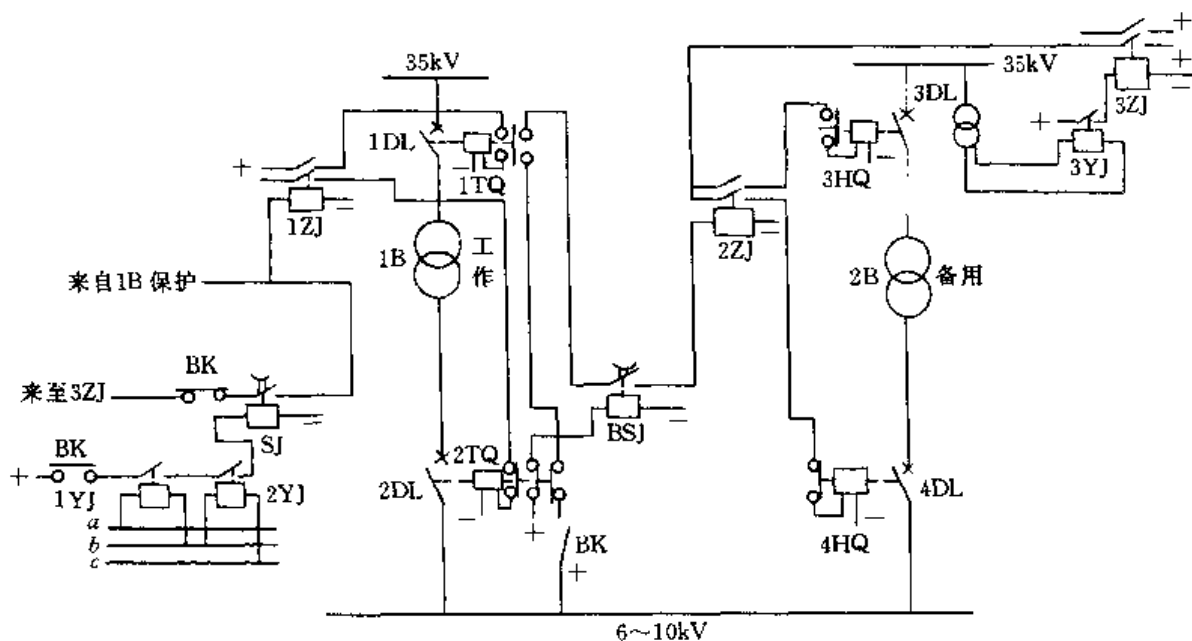 35kV
35kV
3DL
3ZJ
1DL
1TQ
3HQ
3YJ
1ZJ
2ZJ
1B
工作
2B
备用
来自1B 保护
BK
来至3ZJ
SJ
BSJ
BK
1YJ
2YJ
2TQ
2DL
4DL
4HQ
BK
a
b
c
6～10kV